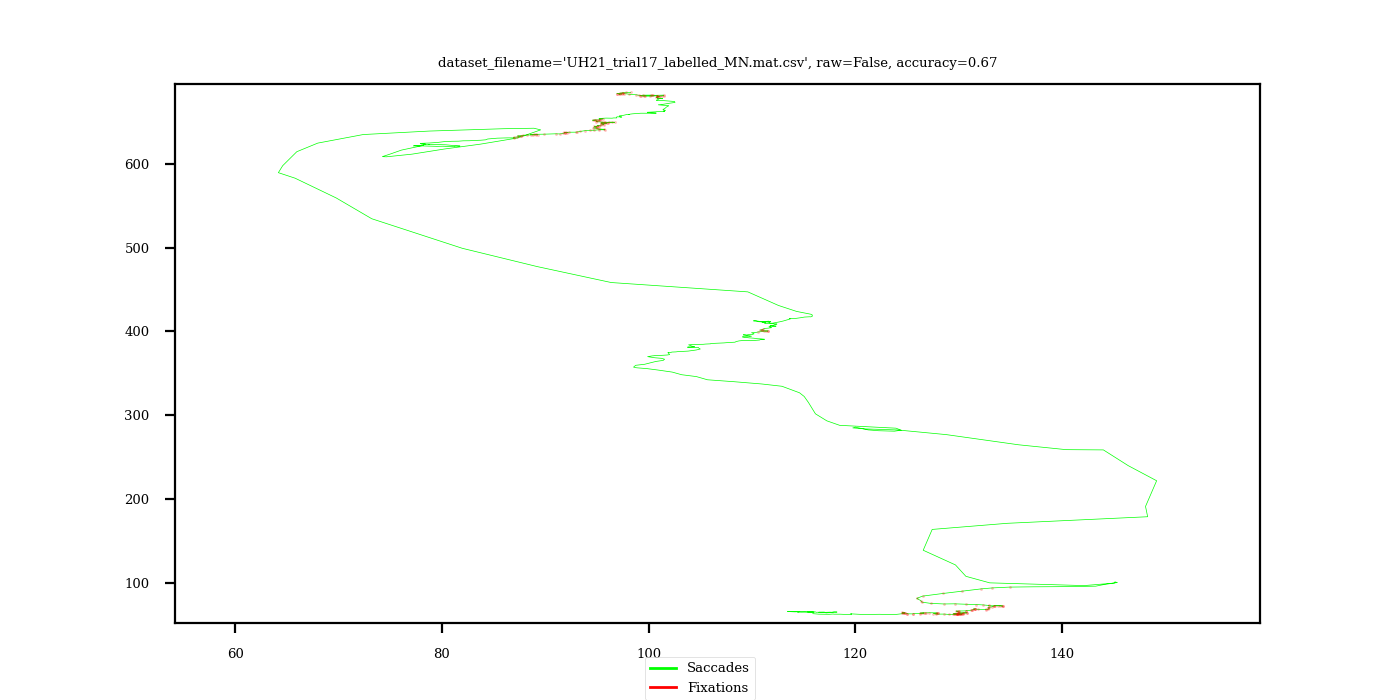 dataset_filename='UH21_trial17_labelled_MN.mat.csv', raw=False, accuracy=0.67
600
500
400
300
200
100
60 80 100 120 140
Saccades
Fixations